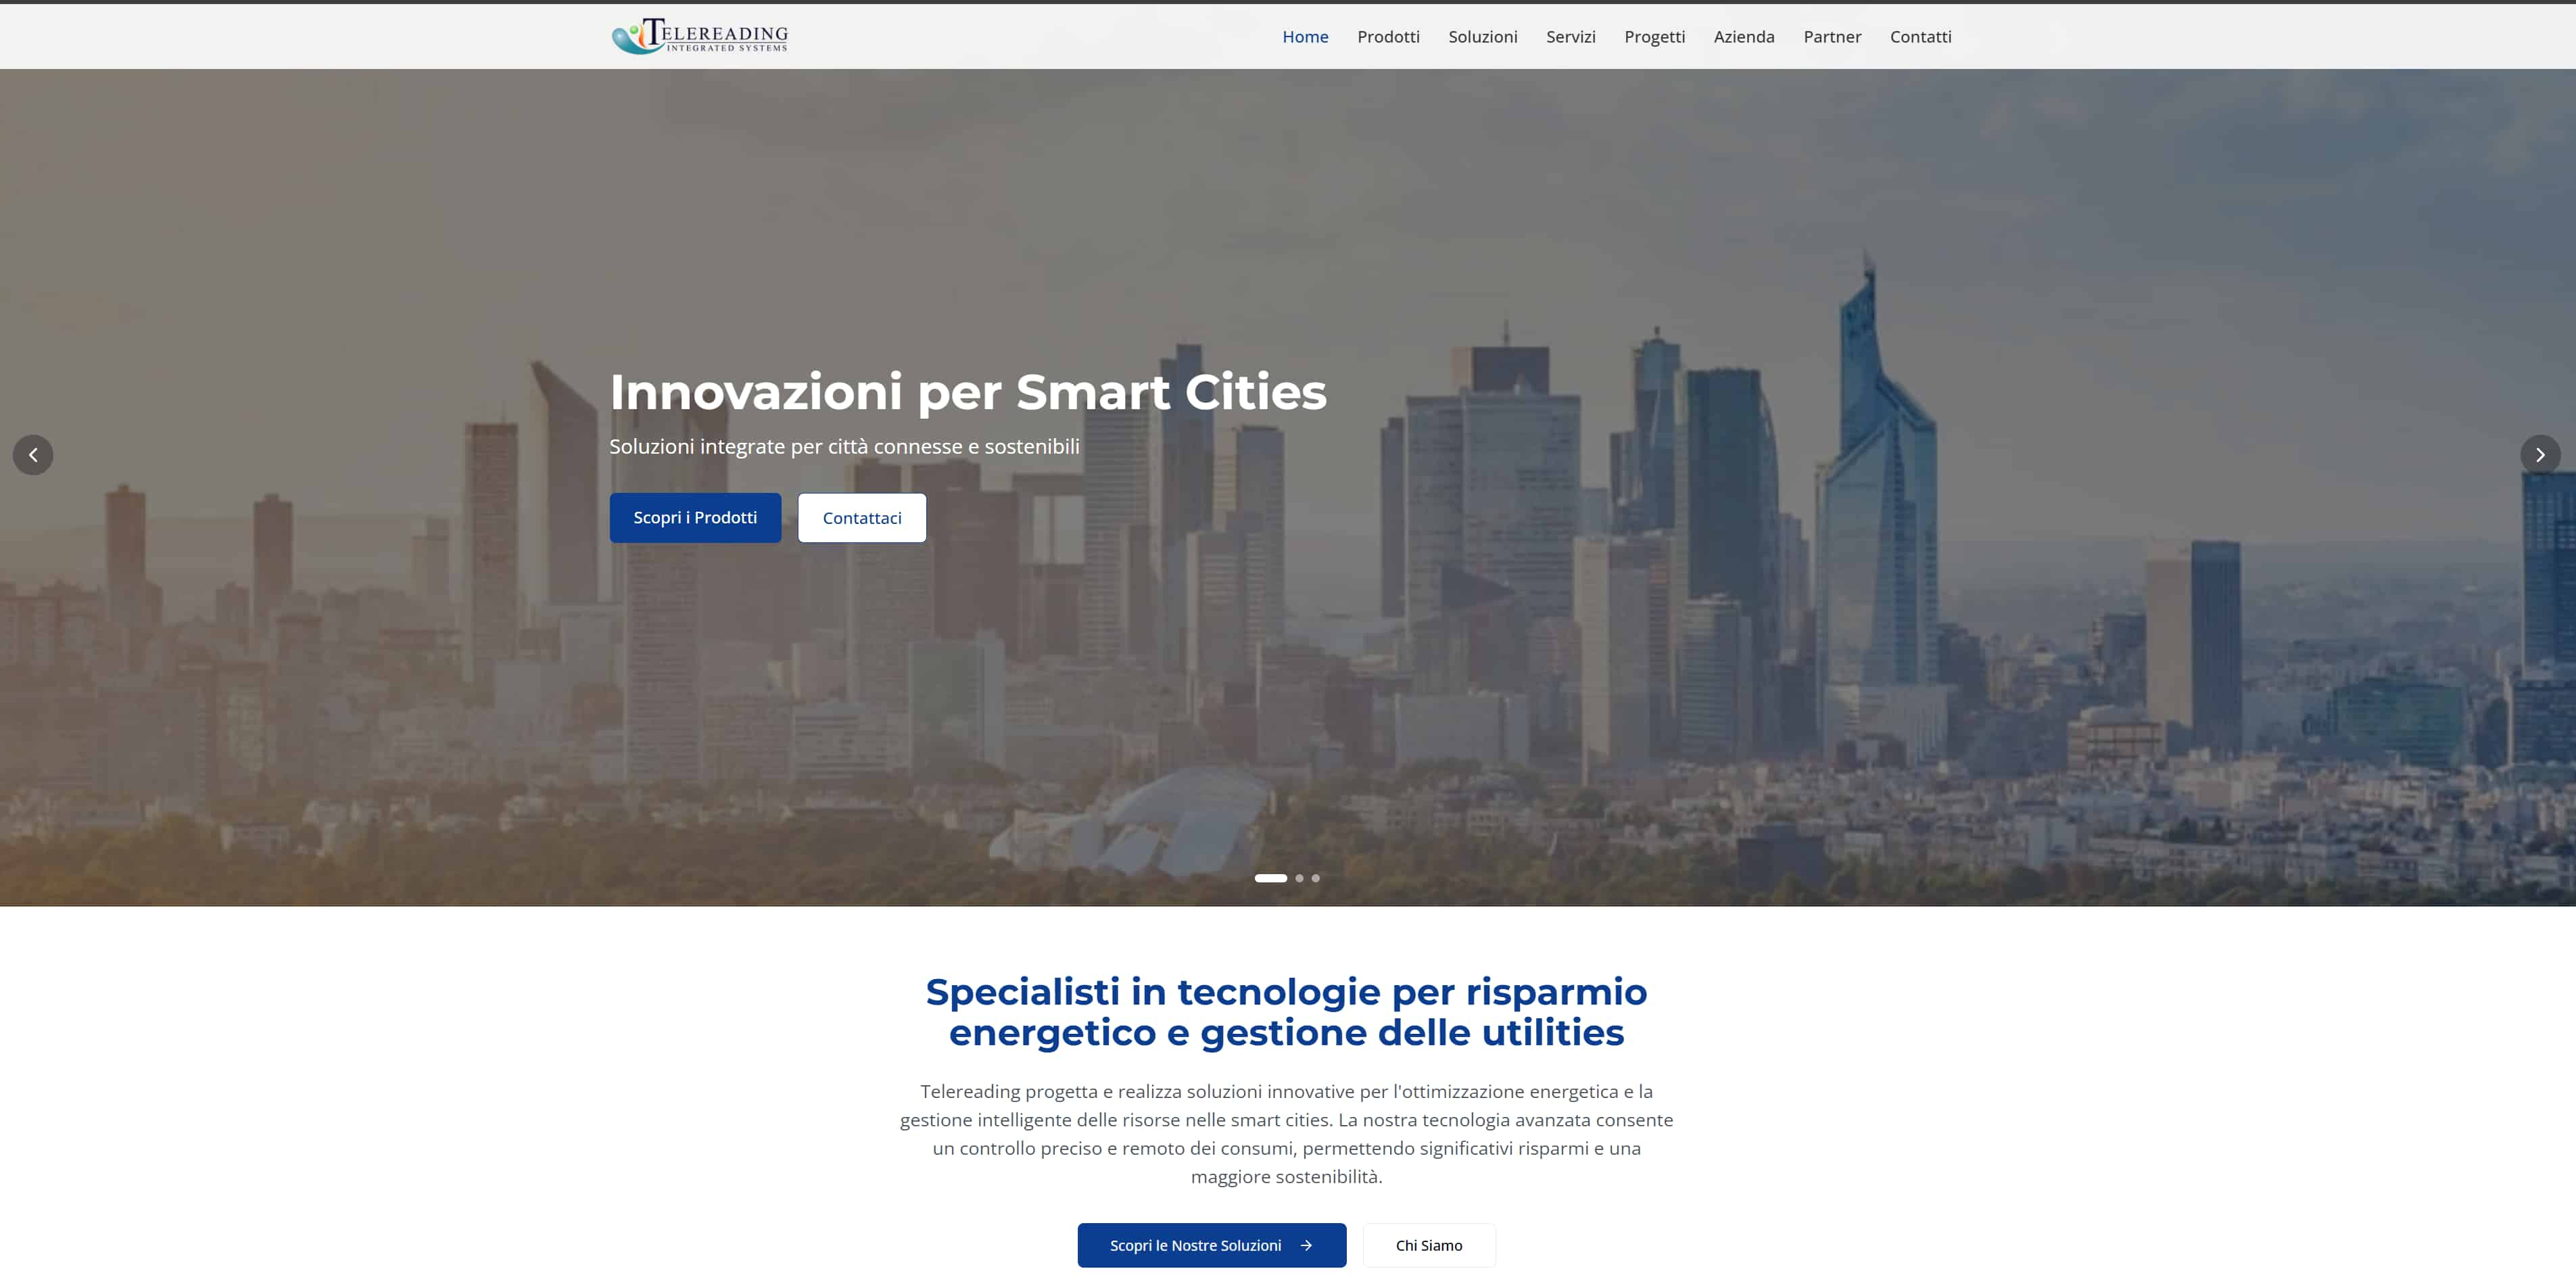 TELEREADING
INTEGRATED SYSTEMS
Home Prodotti Soluzioni Servizi Progetti Azienda Partner Contatti
Innovazioni per Smart Cities
Soluzioni integrate per città connesse e sostenibili
Scopri i Prodotti Contattaci
Specialisti in tecnologie per risparmio
energetico e gestione delle utilities
Telereading progetta e realizza soluzioni innovative per l'ottimizzazione energetica e la
gestione intelligente delle risorse nelle smart cities. La nostra tecnologia avanzata consente
un controllo preciso e remoto dei consumi, permettendo significativi risparmi e una
maggiore sostenibilità.
Scopri le Nostre Soluzioni Chi Siamo